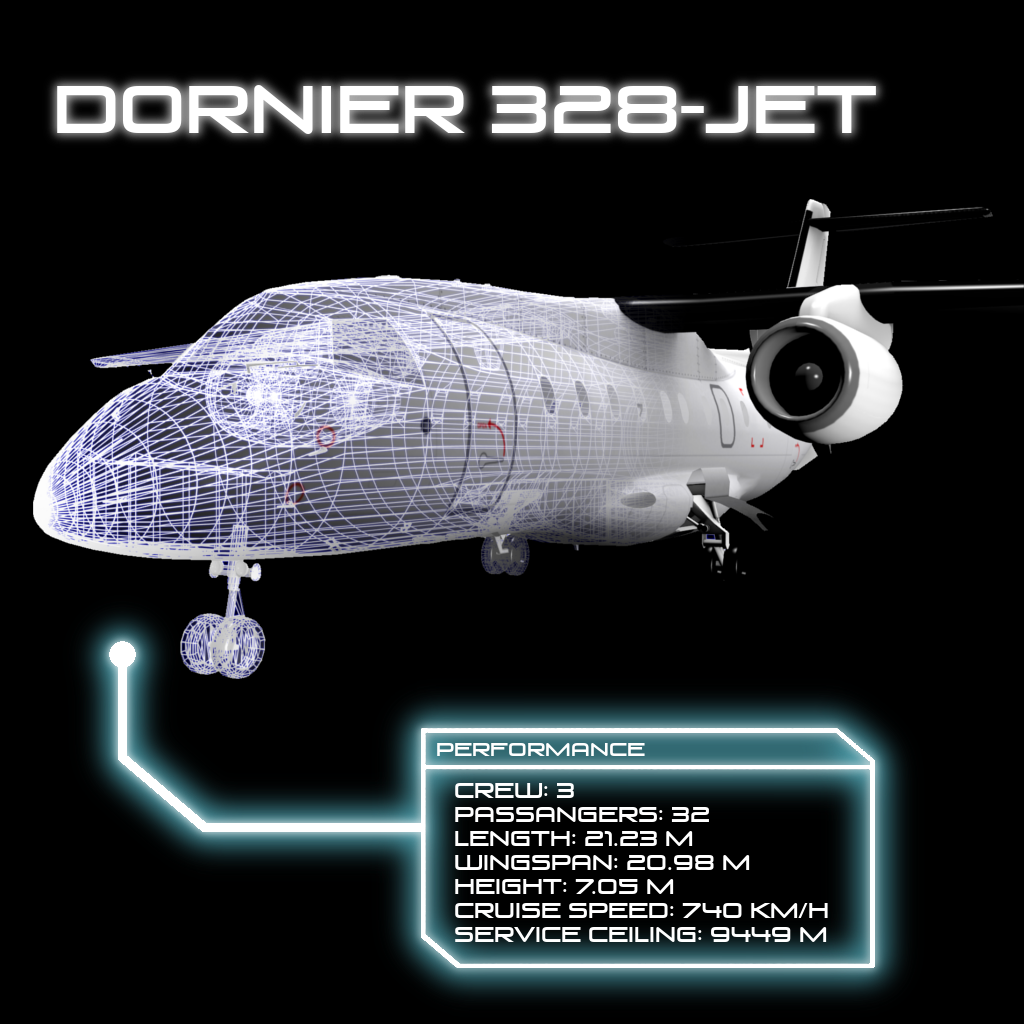 DORNIER 328-JET
PERFORMANCE
CREW: 3
PASSANGERS: 32
LENGTH: 21.23 M
WINGSPAN: 20.98 M
HEIGHT: 7.05 M
CRUISE SPEED: 740 KM/H
SERVICE CEILING: 9449 M